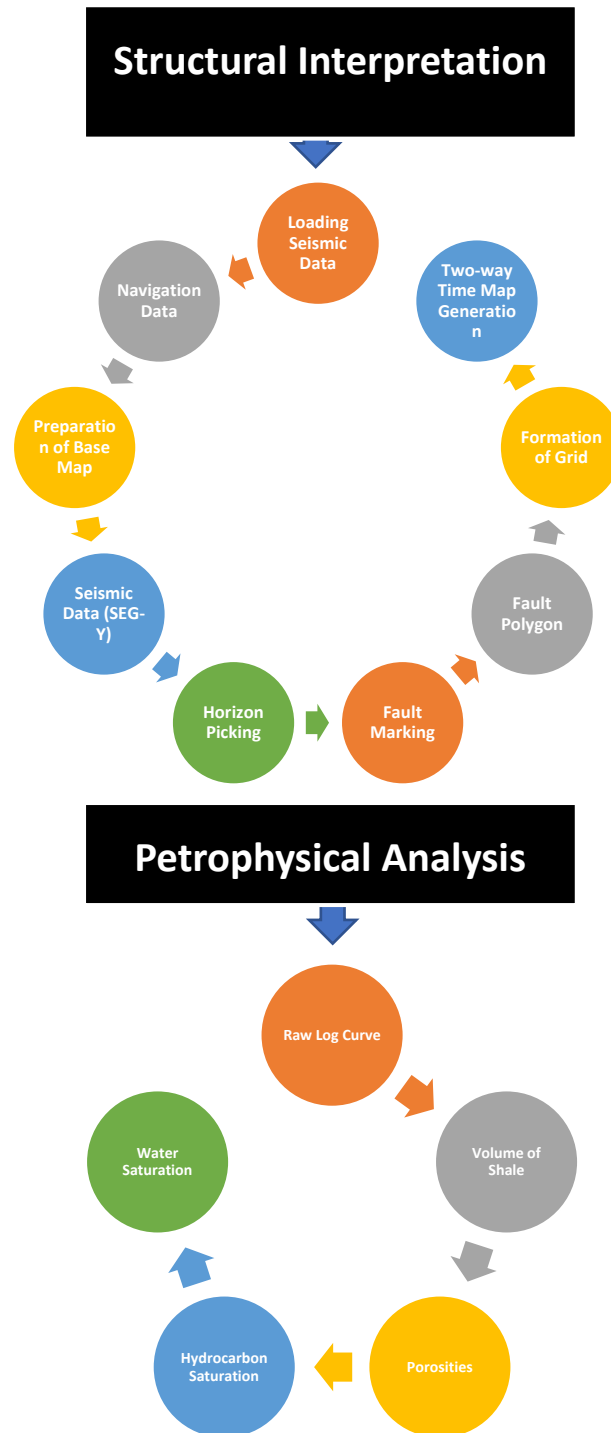 Structural Interpretation
Loading
Seismic
Data
Navigation
Data
Preparatio
n of Base
Map
Seismic
Data (SEG-
Y)
Horizon
Picking
Fault
Marking
Fault
Polygon
Formation
of Grid
Two-way
Time Map
Generatio
n
Petrophysical Analysis
Raw Log Curve
Volume of
Shale
Porosities
Hydrocarbon
Saturation
Water
Saturation